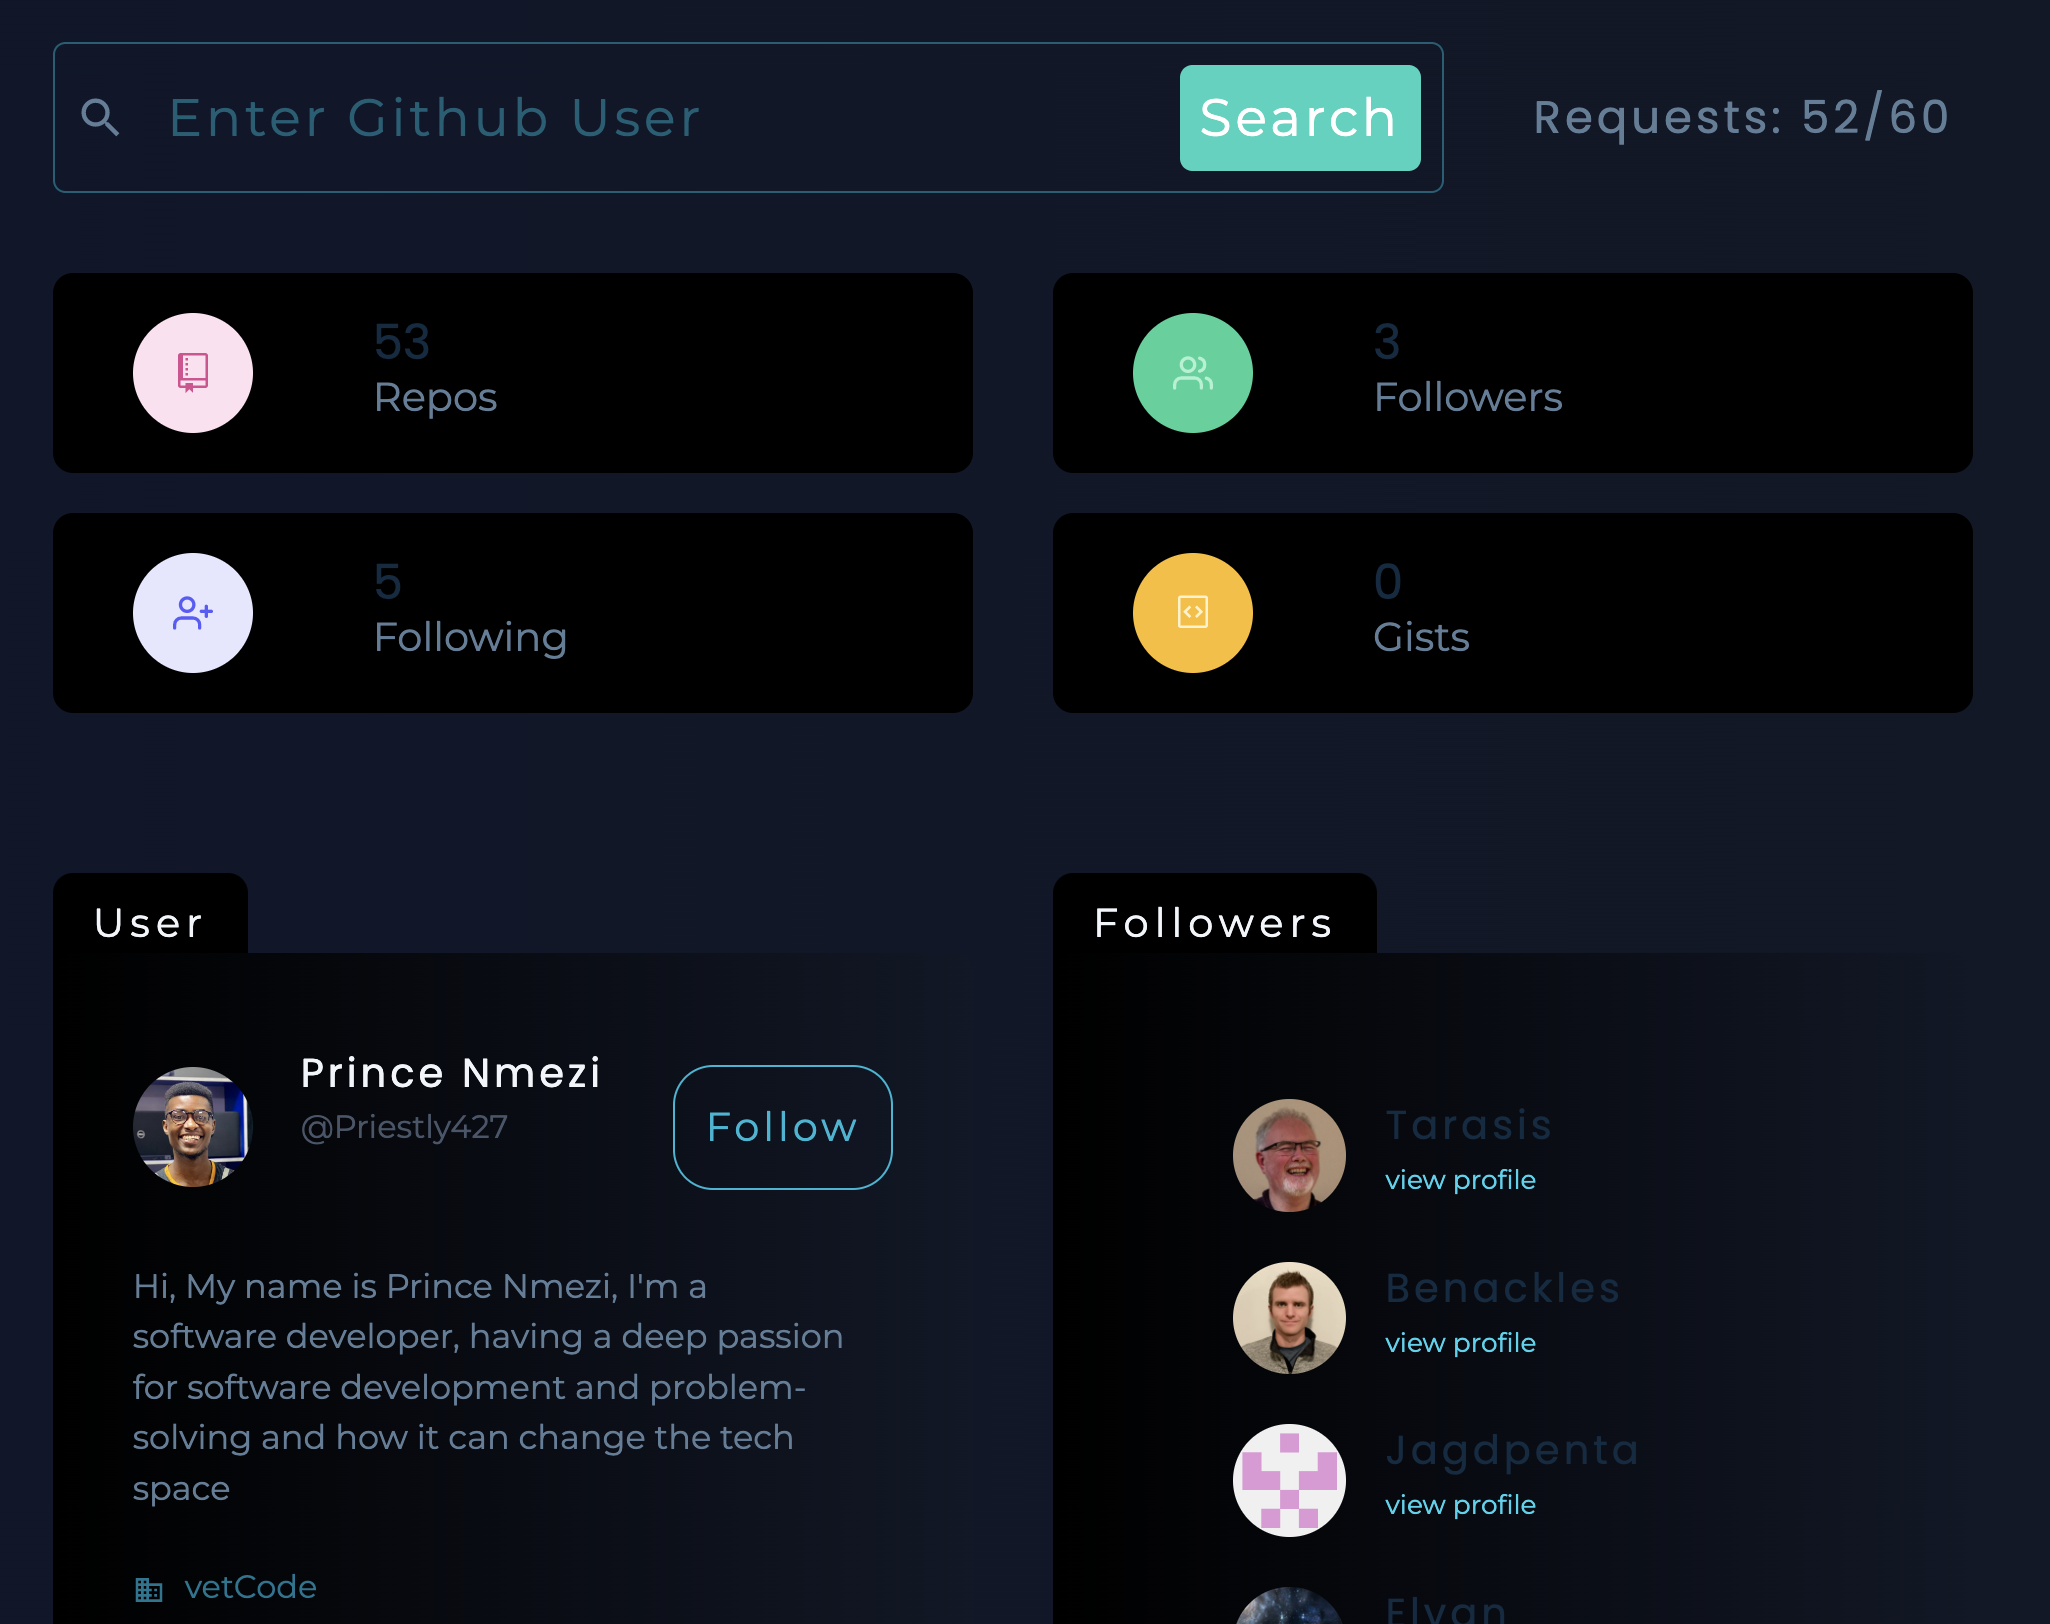 Enter Github User
Search
Requests: 52/60
53
Repos
3
Followers
5
Following
0
Gists
User
Prince Nmezi
@Priestly427
Follow
Hi, My name is Prince Nmezi, I'm a
software developer, having a deep passion
for software development and problem-
solving and how it can change the tech
space
vetCode
Followers
Tarasis
view profile
Benackles
view profile
Jagdpenta
view profile
Elvan